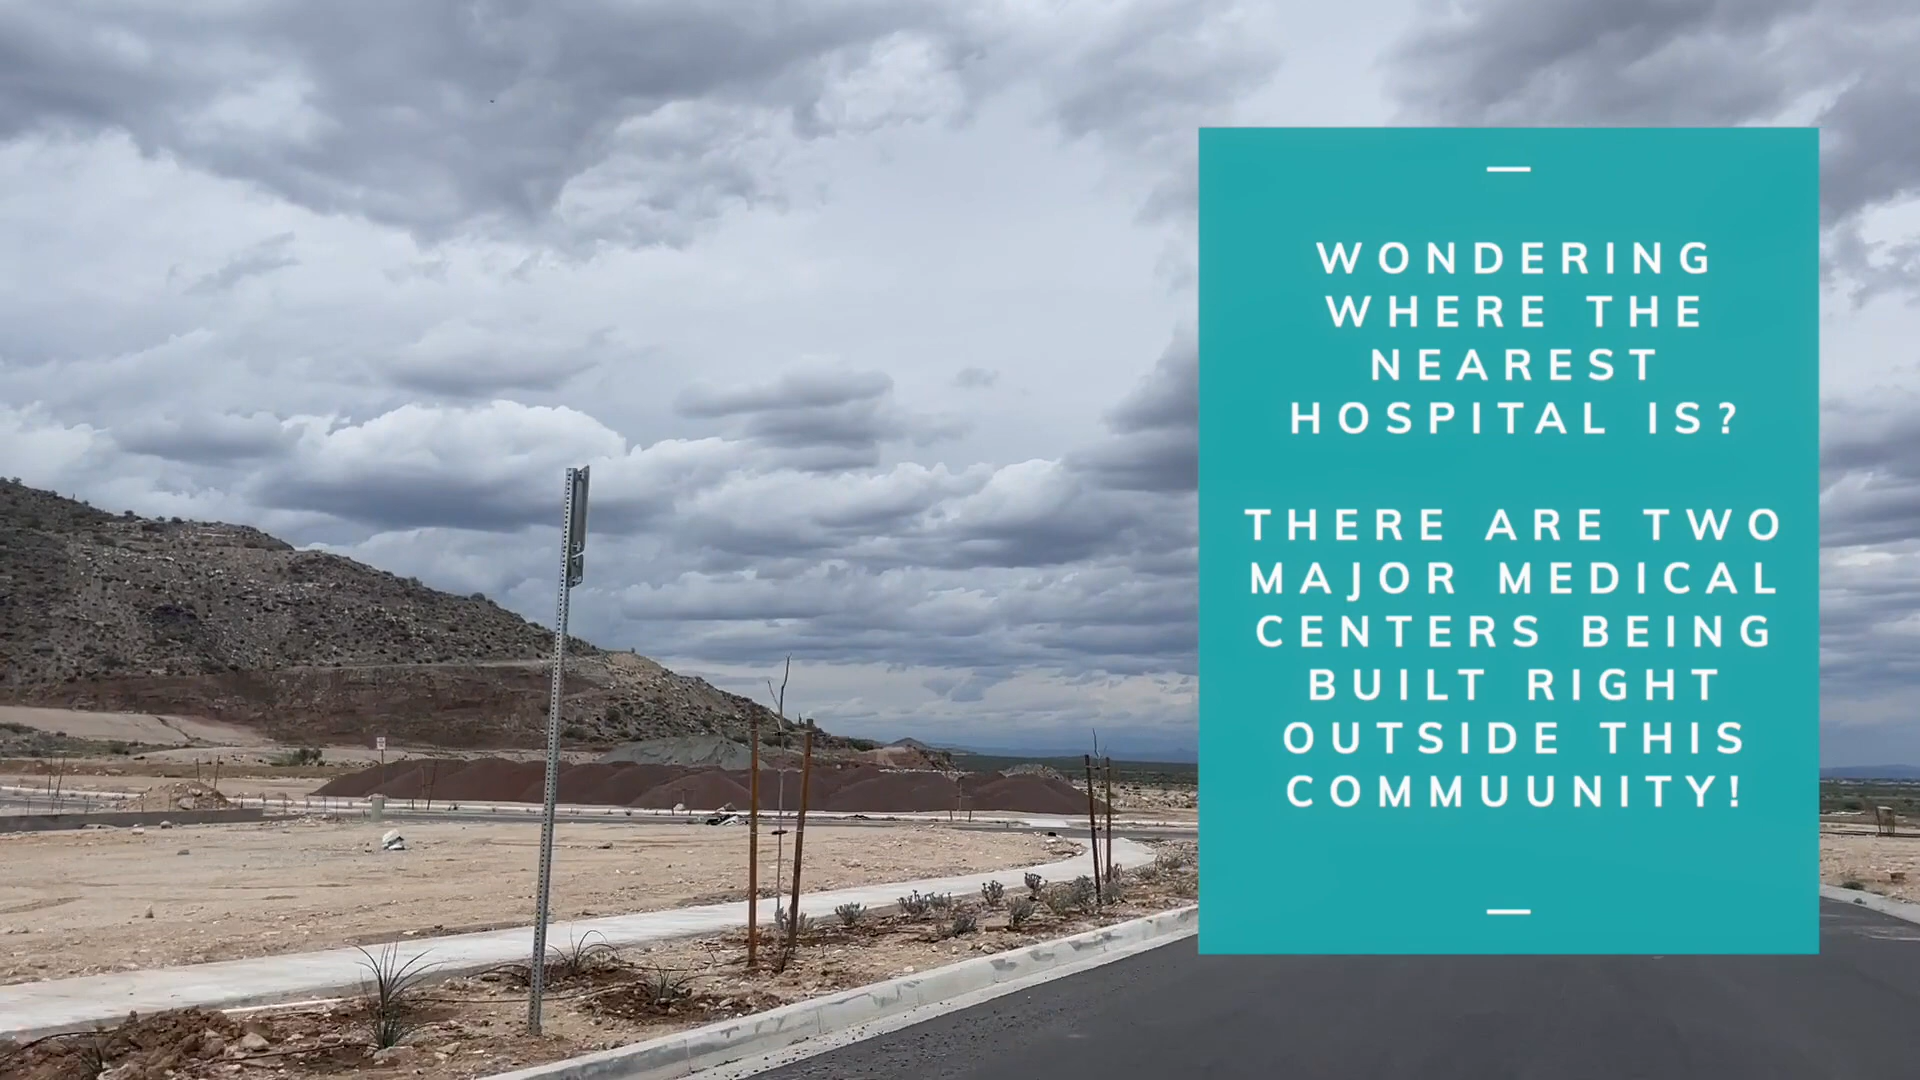 WONDERING
WHERE THE
NEAREST
HOSPITAL IS?
THERE ARE TWO
MAJOR MEDICAL
CENTERS BEING
BUILT RIGHT
OUTSIDE THIS
COMMUUNITY!